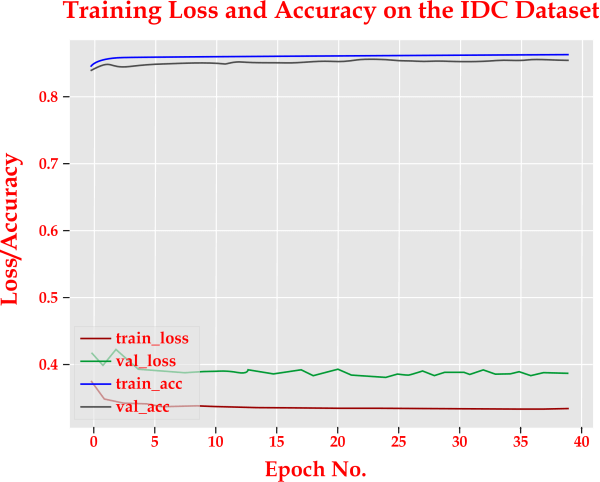 Training Loss and Accuracy on the IDC Dataset
Loss/Accuracy
0.8
0.7
0.6
0.5
0.4
train_loss
val_loss
train_acc
val_acc
0 5 10 15 20 25 30 35 40
Epoch No.